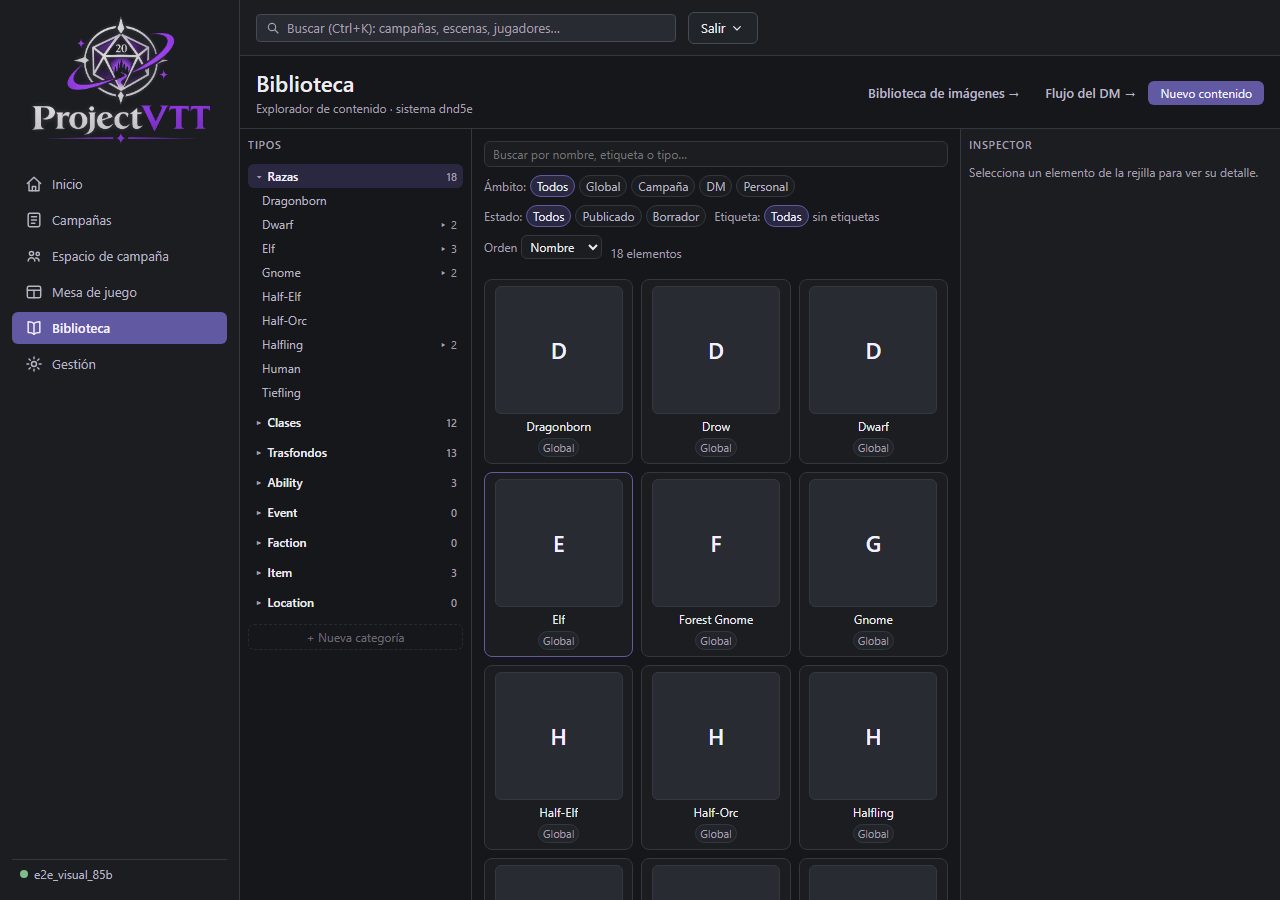 20
ProjectVTT
Inicio
Campañas
Espacio de campaña
Mesa de juego
Biblioteca
Gestión
e2e_visual_85b
Buscar (Ctrl+K): campañas, escenas, jugadores...
Salir
Biblioteca
Explorador de contenido · sistema dnd5e
Biblioteca de imágenes →
Flujo del DM →
Nuevo contenido
TIPOS
Razas 18
Dragonborn
Dwarf 2
Elf 3
Gnome 2
Half-Elf
Half-Orc
Halfling 2
Human
Tiefling
Clases 12
Trasfondos 13
Ability 3
Event 0
Faction 0
Item 3
Location 0
+ Nueva categoría
Buscar por nombre, etiqueta o tipo...
Ámbito: Todos Global Campaña DM Personal
Estado: Todos Publicado Borrador Etiqueta: Todas sin etiquetas
Orden Nombre 18 elementos
D D D
Dragonborn Drow Dwarf
Global Global Global
E F G
Elf Forest Gnome Gnome
Global Global Global
H H H
Half-Elf Half-Orc Halfling
Global Global Global
INSPECTOR
Selecciona un elemento de la rejilla para ver su detalle.